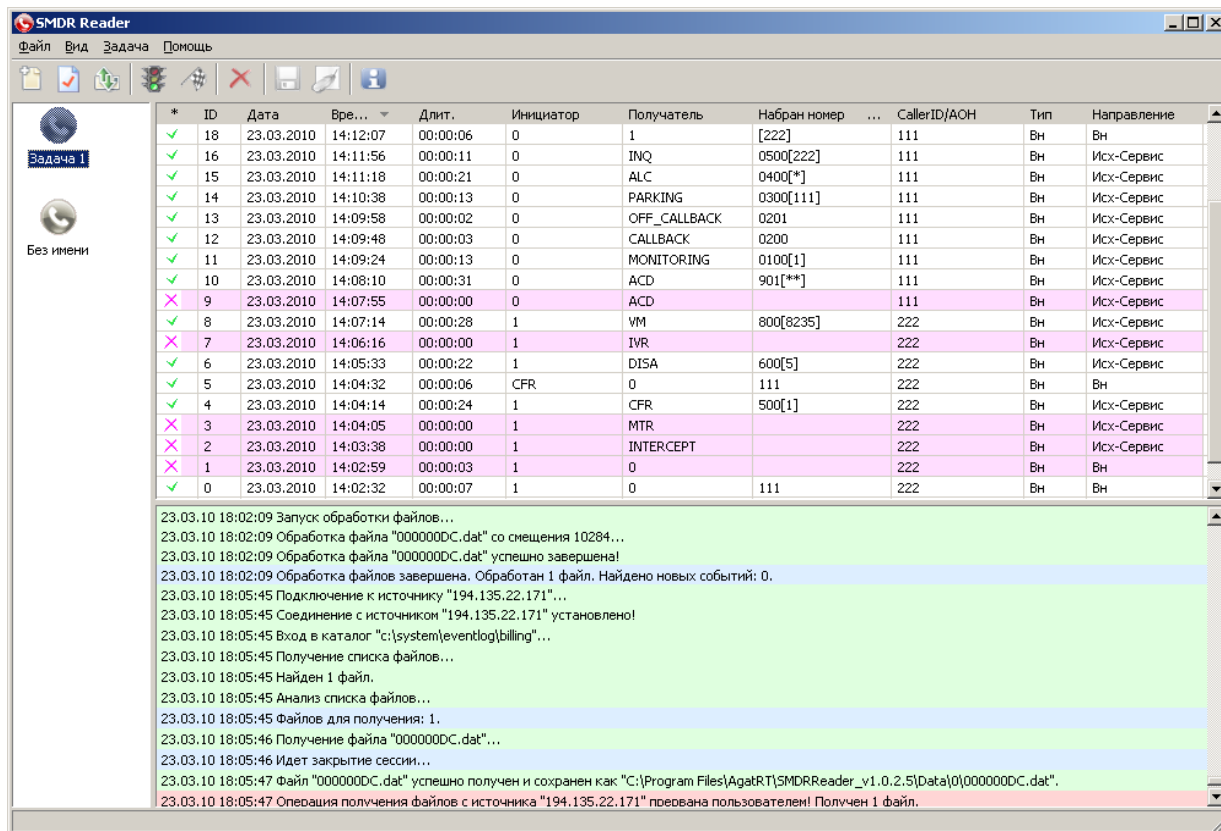 SMDR Reader
Файл Вид Задача Помощь
* ID Дата Вре... Длит. Инициатор Получатель Набран номер ... CallerID/АОН Тип Направление
18 23.03.2010 14:12:07 00:00:06 0 1 [222] 111 Вн Вн
Задача 1
16 23.03.2010 14:11:56 00:00:11 0 INQ 0500[222] 111 Вн Исх-Сервис
15 23.03.2010 14:11:18 00:00:21 0 ALC 0400[*] 111 Вн Исх-Сервис
14 23.03.2010 14:10:38 00:00:13 0 PARKING 0300[111] 111 Вн Исх-Сервис
13 23.03.2010 14:09:58 00:00:02 0 OFF_CALLBACK 0201 111 Вн Исх-Сервис
12 23.03.2010 14:09:48 00:00:03 0 CALLBACK 0200 111 Вн Исх-Сервис
Без имени
11 23.03.2010 14:09:24 00:00:13 0 MONITORING 0100[1] 111 Вн Исх-Сервис
10 23.03.2010 14:08:10 00:00:31 0 ACD 901[**] 111 Вн Исх-Сервис
9 23.03.2010 14:07:55 00:00:00 0 ACD 111 Вн Исх-Сервис
8 23.03.2010 14:07:14 00:00:28 1 VM 800[8235] 222 Вн Исх-Сервис
7 23.03.2010 14:06:16 00:00:00 1 IVR 222 Вн Исх-Сервис
6 23.03.2010 14:05:33 00:00:22 1 DISA 600[5] 222 Вн Исх-Сервис
5 23.03.2010 14:04:32 00:00:06 CFR 0 111 222 Вн Вн
4 23.03.2010 14:04:14 00:00:24 1 CFR 500[1] 222 Вн Исх-Сервис
3 23.03.2010 14:04:05 00:00:00 1 MTR 222 Вн Исх-Сервис
2 23.03.2010 14:03:38 00:00:00 1 INTERCEPT 222 Вн Исх-Сервис
1 23.03.2010 14:02:59 00:00:03 1 0 222 Вн Вн
0 23.03.2010 14:02:32 00:00:07 1 0 111 222 Вн Вн
23.03.10 18:02:09 Запуск обработки файлов...
23.03.10 18:02:09 Обработка файла "000000DC.dat" со смещения 10284...
23.03.10 18:02:09 Обработка файла "000000DC.dat" успешно завершена!
23.03.10 18:02:09 Обработка файлов завершена. Обработан 1 файл. Найдено новых событий: 0.
23.03.10 18:05:45 Подключение к источнику "194.135.22.171"...
23.03.10 18:05:45 Соединение с источником "194.135.22.171" установлено!
23.03.10 18:05:45 Вход в каталог "c:\system\eventlog\billing"...
23.03.10 18:05:45 Получение списка файлов...
23.03.10 18:05:45 Найден 1 файл.
23.03.10 18:05:45 Анализ списка файлов...
23.03.10 18:05:45 Файлов для получения: 1.
23.03.10 18:05:46 Получение файла "000000DC.dat"...
23.03.10 18:05:46 Идет закрытие сессии...
23.03.10 18:05:47 Файл "000000DC.dat" успешно получен и сохранен как "C:\Program Files\AgatRT\SMDRReader_v1.0.2.5\Data\0\000000DC.dat".
23.03.10 18:05:47 Операция получения файлов с источника "194.135.22.171" прервана пользователем! Получен 1 файл.